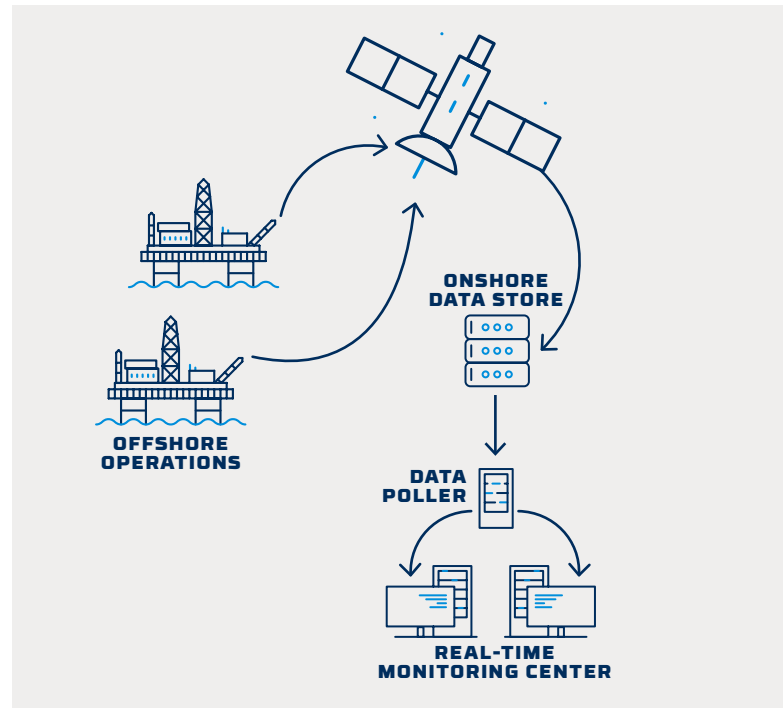 ONSHORE
DATA STORE
OFFSHORE
OPERATIONS
DATA
POLLER
REAL-TIME
MONITORING CENTER